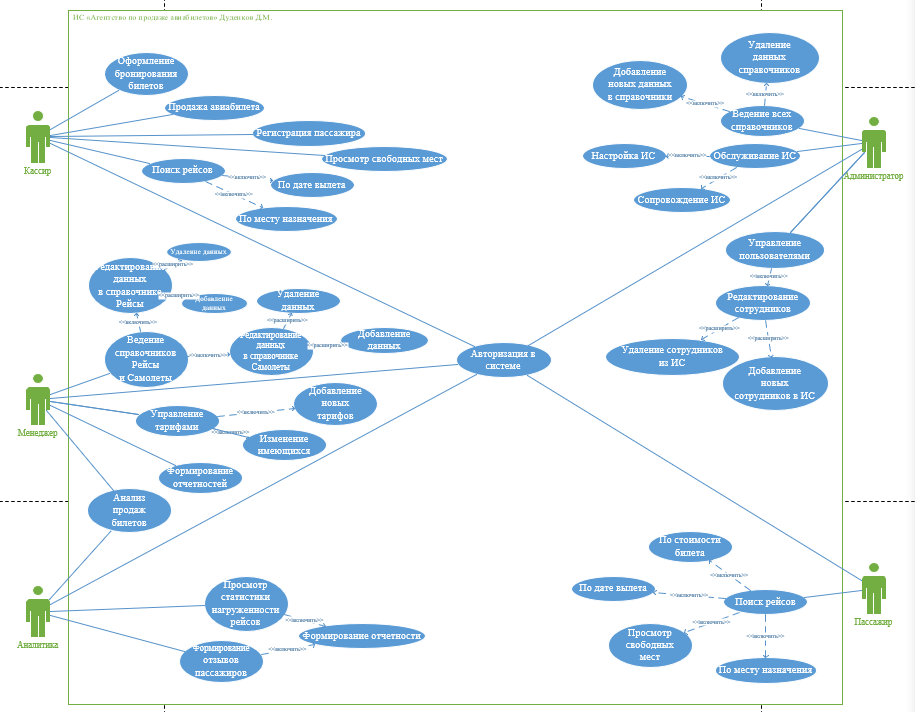 ИС «Агентство по продаже авиабилетов» Дуденков Д.М.
Оформление
бронирования
билетов
Продажа авиабилета
Регистрация пассажира
Просмотр свободных мест
Поиск рейсов
<<включить>>
По дате вылета
<<включить>>
По месту назначения
Кассир
Удаление
данных
справочников
Добавление
новых данных
в справочники
<<включить>>
<<включить>>
Ведение всех
справочников
Настройка ИС
<<включить>>
Обслуживание ИС
<<включить>>
Сопровождение ИС
Администратор
Управление
пользователями
<<включить>>
Редактирование
сотрудников
<<расширить>>
<<расширить>>
Удаление сотрудников
из ИС
Добавление
новых
сотрудников в ИС
Удаление данных
<<расширить>>
Редактирование
данных
в справочнике
Рейсы
<<расширить>>
Добавление
данных
<<включить>>
Удаление
данных
<<расширить>>
Ведение
справочников
Рейсы
и Самолеты
<<включить>>
Редактирование
данных
в справочнике
Самолеты
<<расширить>>
Добавление
данных
Авторизация в
системе
Менеджер
Управление
тарифами
<<включить>>
Добавление
новых
тарифов
<<включить>>
Изменение
имеющихся
Формирование
отчетностей
Анализ
продаж
билетов
Аналитика
Просмотр
статистики
нагруженности
рейсов
<<включить>>
Формирование отчетности
<<включить>>
Формирование
отзывов
пассажиров
По стоимости
билета
<<включить>>
По дате вылета
<<включить>>
Поиск рейсов
<<включить>>
Просмотр
свободных
мест
<<включить>>
По месту назначения
Пассажир